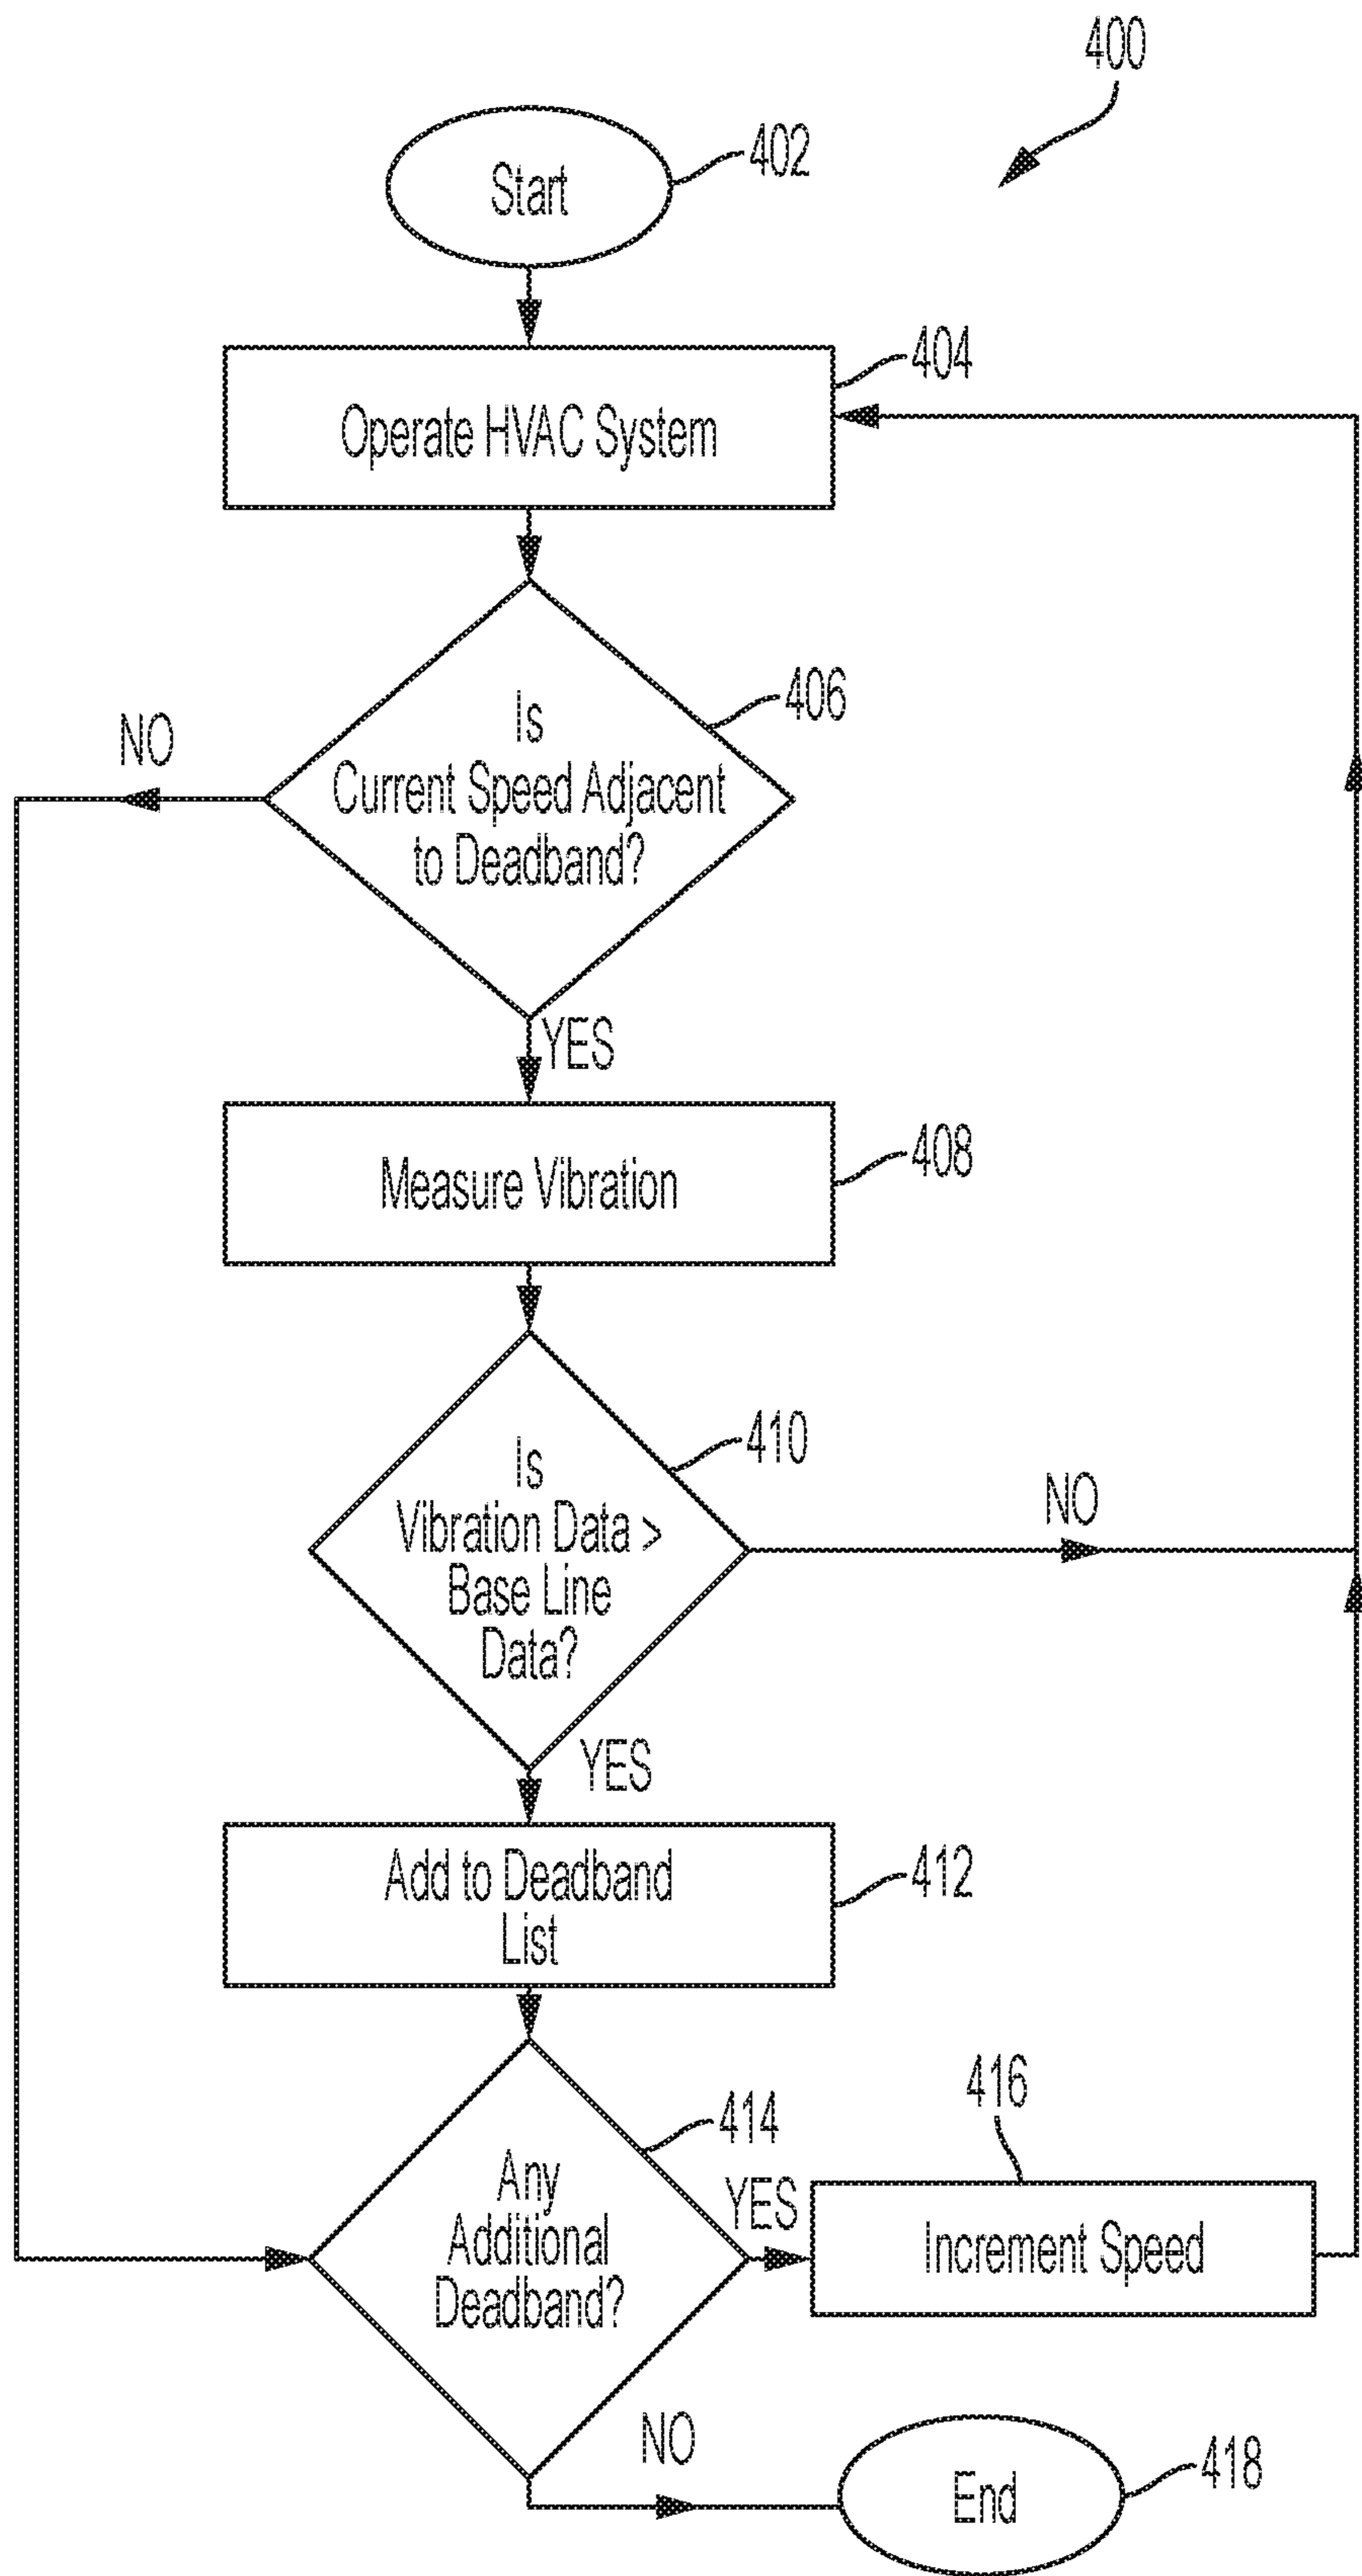 400
Start
402
Operate HVAC System
404
Is
Current Speed Adjacent
to Deadband?
406
NO
YES
Measure Vibration
408
Is
Vibration Data >
Base Line
Data?
410
NO
YES
Add to Deadband
List
412
Any
Additional
Deadband?
414
YES
416
Increment Speed
NO
End
418